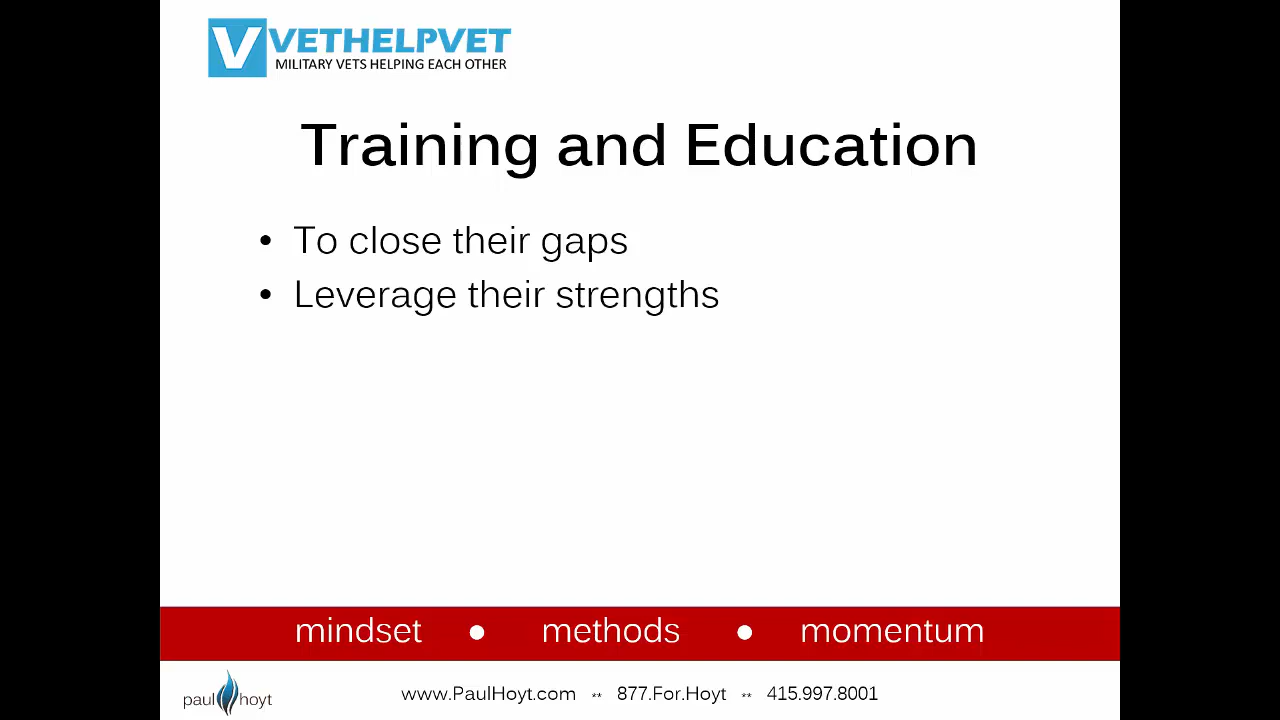 VVETHELPVET
MILITARY VETS HELPING EACH OTHER
Training and Education
• To close their gaps
• Leverage their strengths
mindset ● methods ● momentum
paul hoyt www.PaulHoyt.com ** 877.For.Hoyt ** 415.997.8001